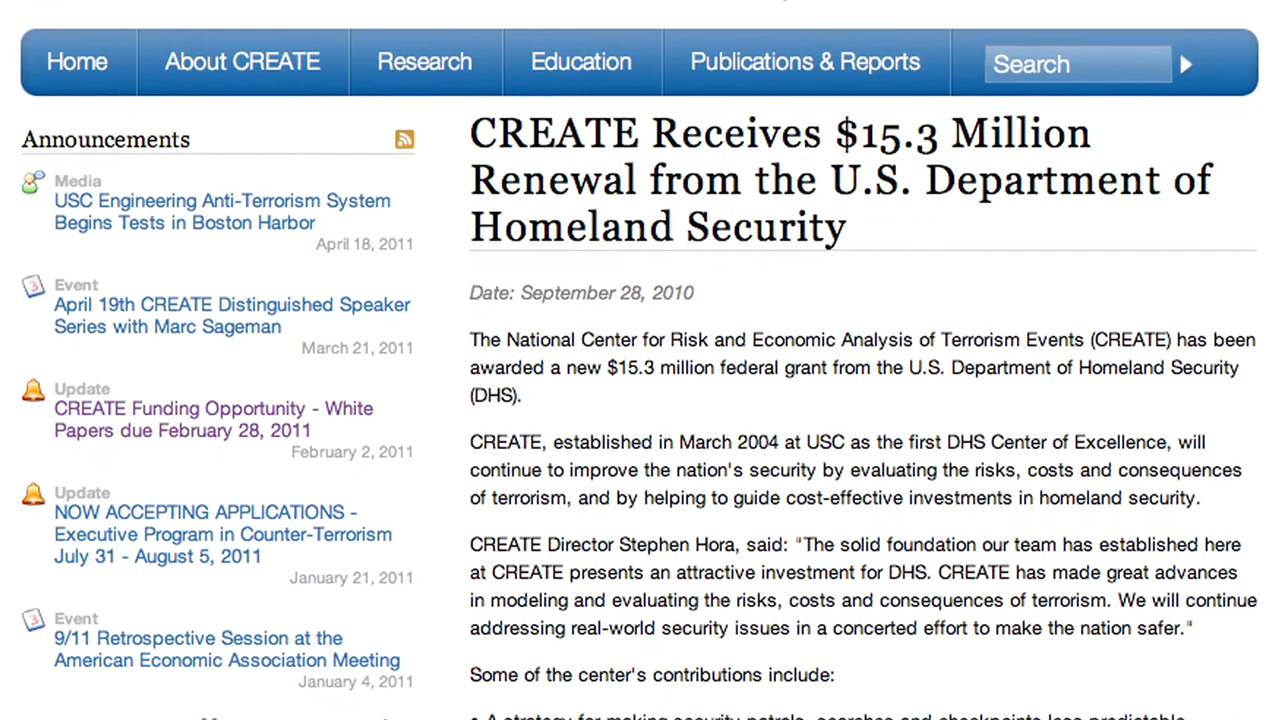 Home
About CREATE
Research
Education
Publications & Reports
Search
Announcements
Media
USC Engineering Anti-Terrorism System
Begins Tests in Boston Harbor
April 18, 2011
Event
April 19th CREATE Distinguished Speaker
Series with Marc Sageman
March 21, 2011
Update
CREATE Funding Opportunity - White
Papers due February 28, 2011
February 2, 2011
Update
NOW ACCEPTING APPLICATIONS -
Executive Program in Counter-Terrorism
July 31 - August 5, 2011
January 21, 2011
Event
9/11 Retrospective Session at the
American Economic Association Meeting
January 4, 2011
CREATE Receives $15.3 Million
Renewal from the U.S. Department of
Homeland Security
Date: September 28, 2010
The National Center for Risk and Economic Analysis of Terrorism Events (CREATE) has been
awarded a new $15.3 million federal grant from the U.S. Department of Homeland Security
(DHS).
CREATE, established in March 2004 at USC as the first DHS Center of Excellence, will
continue to improve the nation's security by evaluating the risks, costs and consequences
of terrorism, and by helping to guide cost-effective investments in homeland security.
CREATE Director Stephen Hora, said: "The solid foundation our team has established here
at CREATE presents an attractive investment for DHS. CREATE has made great advances
in modeling and evaluating the risks, costs and consequences of terrorism. We will continue
addressing real-world security issues in a concerted effort to make the nation safer."
Some of the center's contributions include:
• A strategy for making security patrols, searches and checkpoints less predictable